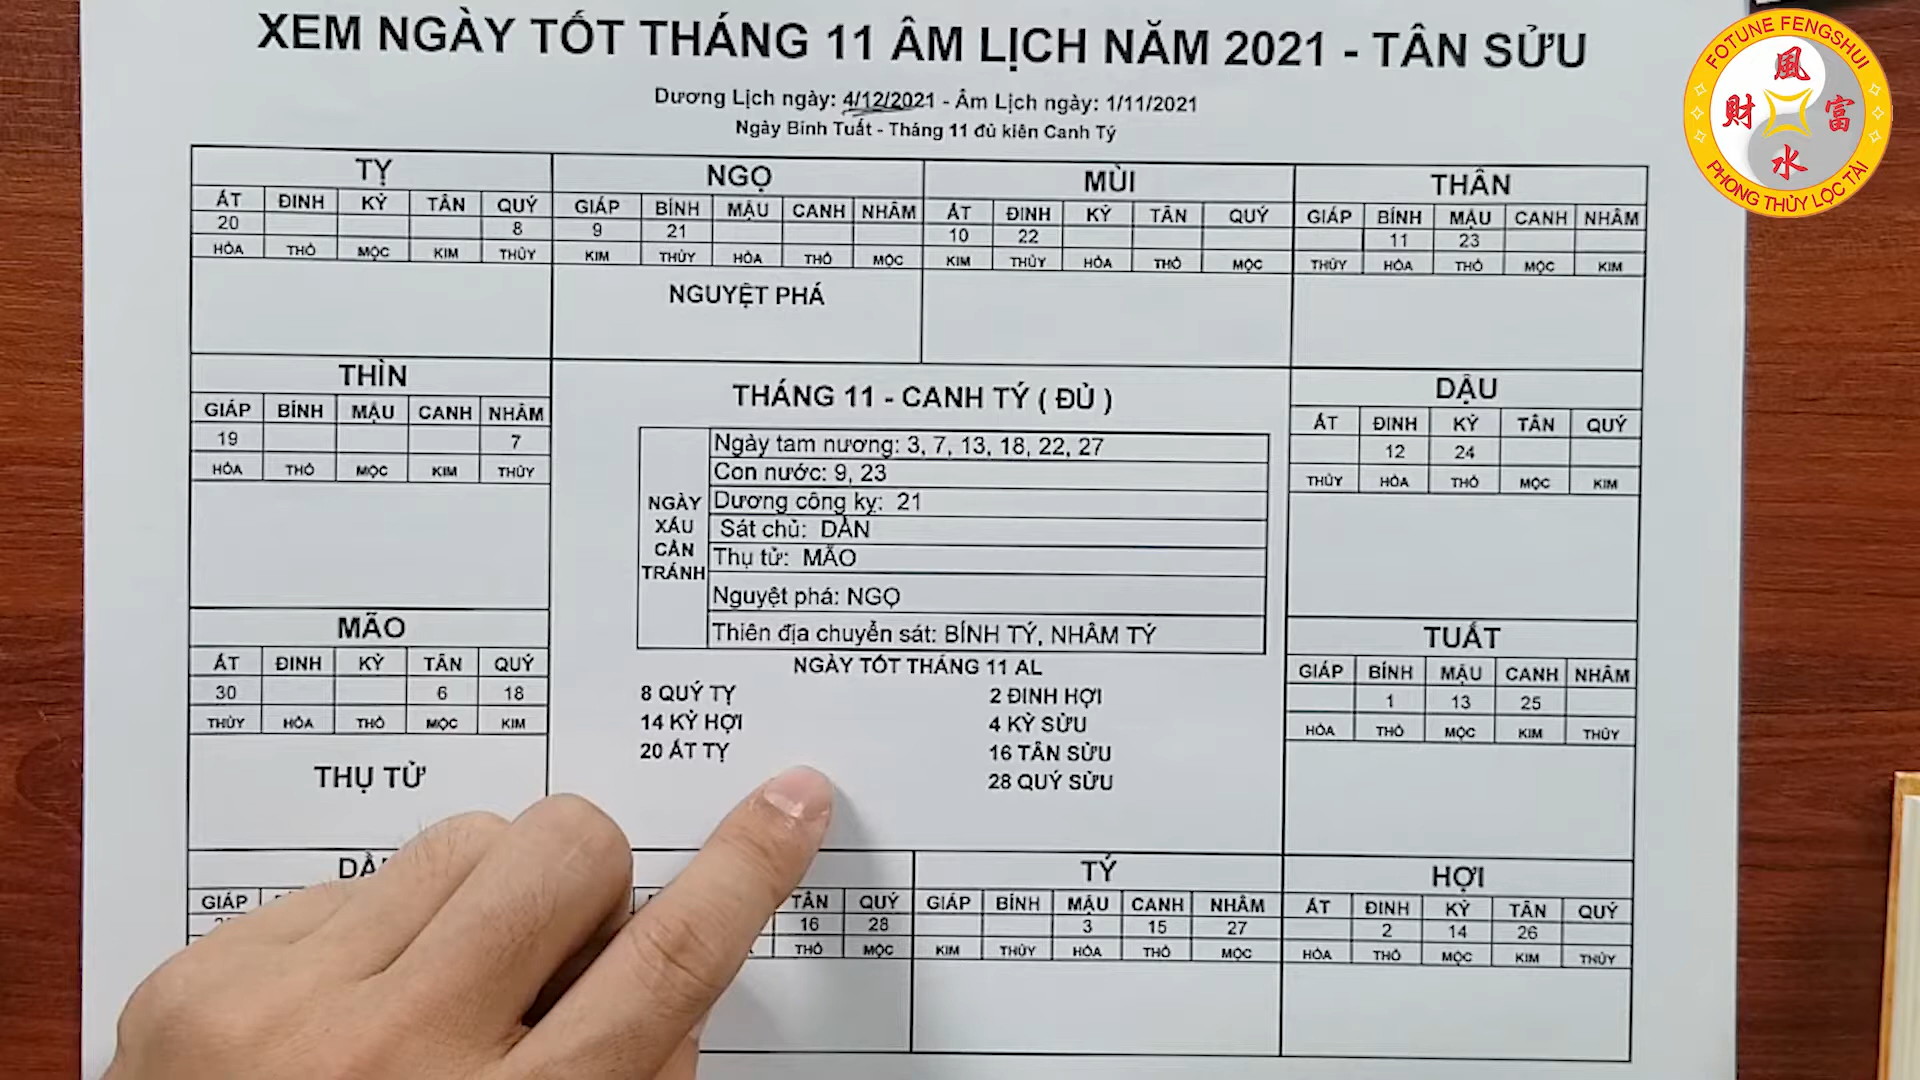 XEM NGÀY TỐT THÁNG 11 ÂM LỊCH NĂM 2021 - TÂN SỬU
Dương Lịch ngày: 4/12/2021 - Âm Lịch ngày: 1/11/2021
Ngày Bính Tuất - Tháng 11 đủ kiến Canh Tý
FOTUNE FENGSHUI
風
財 富
水
PHONG THỦY LỘC TÀI
TỴ
ẤT ĐINH KỶ TÂN QUÝ
20 8
HỎA THỔ MỘC KIM THỦY
NGỌ
GIÁP BÍNH MẬU CANH NHÂM
9 21
KIM THỦY HỎA THỔ MỘC
NGUYỆT PHÁ
MÙI
ẤT ĐINH KỶ TÂN QUÝ
10 22
KIM THỦY HỎA THỔ MỘC
THÂN
GIÁP BÍNH MẬU CANH NHÂM
11 23
THỦY HỎA THỔ MỘC KIM
THÌN
GIÁP BÍNH MẬU CANH NHÂM
19 7
HỎA THỔ MỘC KIM THỦY
THÁNG 11 - CANH TÝ ( ĐỦ )
NGÀY
XẤU
CẦN
TRÁNH
Ngày tam nương: 3, 7, 13, 18, 22, 27
Con nước: 9, 23
Dương công kỵ: 21
Sát chủ: DẦN
Thụ tử: MÃO
Nguyệt phá: NGỌ
Thiên địa chuyển sát: BÍNH TÝ, NHÂM TÝ
NGÀY TỐT THÁNG 11 AL
8 QUÝ TỴ 2 ĐINH HỢI
14 KỶ HỢI 4 KỶ SỬU
20 ẤT TỴ 16 TÂN SỬU
28 QUÝ SỬU
DẬU
ẤT ĐINH KỶ TÂN QUÝ
12 24
THỦY HỎA THỔ MỘC KIM
MÃO
ẤT ĐINH KỶ TÂN QUÝ
30 6 18
THỦY HỎA THỔ MỘC KIM
THỤ TỬ
TUẤT
GIÁP BÍNH MẬU CANH NHÂM
1 13 25
HỎA THỔ MỘC KIM THỦY
GIÁP
TÂN QUÝ
16 28
THỔ MỘC
TÝ
GIÁP BÍNH MẬU CANH NHÂM
3 15 27
KIM THỦY HỎA THỔ MỘC
HỢI
ẤT ĐINH KỶ TÂN QUÝ
2 14 26
HỎA THỔ MỘC KIM THỦY